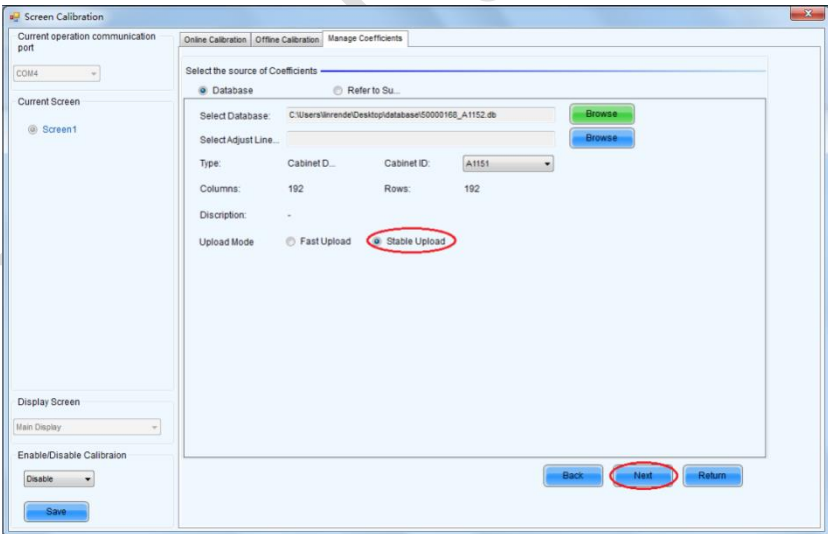 Screen Calibration
Current operation communication
port
COM4
Current Screen
Screen1
Display Screen
Main Display
Enable/Disable Calibraion
Disable
Save
Online Calibration Offline Calibration Manage Coefficients
Select the source of Coefficients
Database Refer to Su...
Select Database: C:\Users\linrende\Desktop\database\50000168_A1152.db Browse
Select Adjust Line... Browse
Type: Cabinet D... Cabinet ID: A1151
Columns: 192 Rows: 192
Discription: -
Upload Mode Fast Upload Stable Upload
Back Next Return